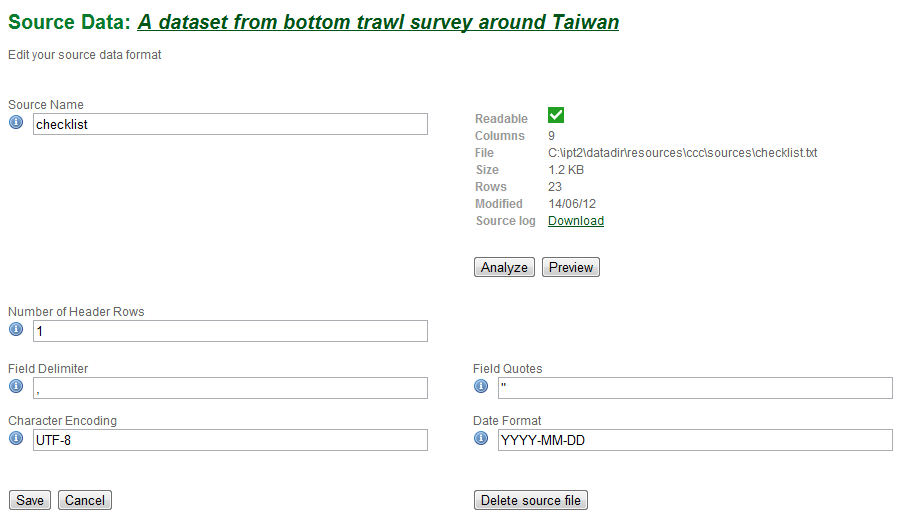 Source Data: A dataset from bottom trawl survey around Taiwan
Edit your source data format
Source Name
checklist
Readable
Columns 9
File C:\ipt2\datadir\resources\ccc\sources\checklist.txt
Size 1.2 KB
Rows 23
Modified 14/06/12
Source log Download
Analyze Preview
Number of Header Rows
1
Field Delimiter Field Quotes
, "
Character Encoding Date Format
UTF-8 YYYY-MM-DD
Save Cancel Delete source file